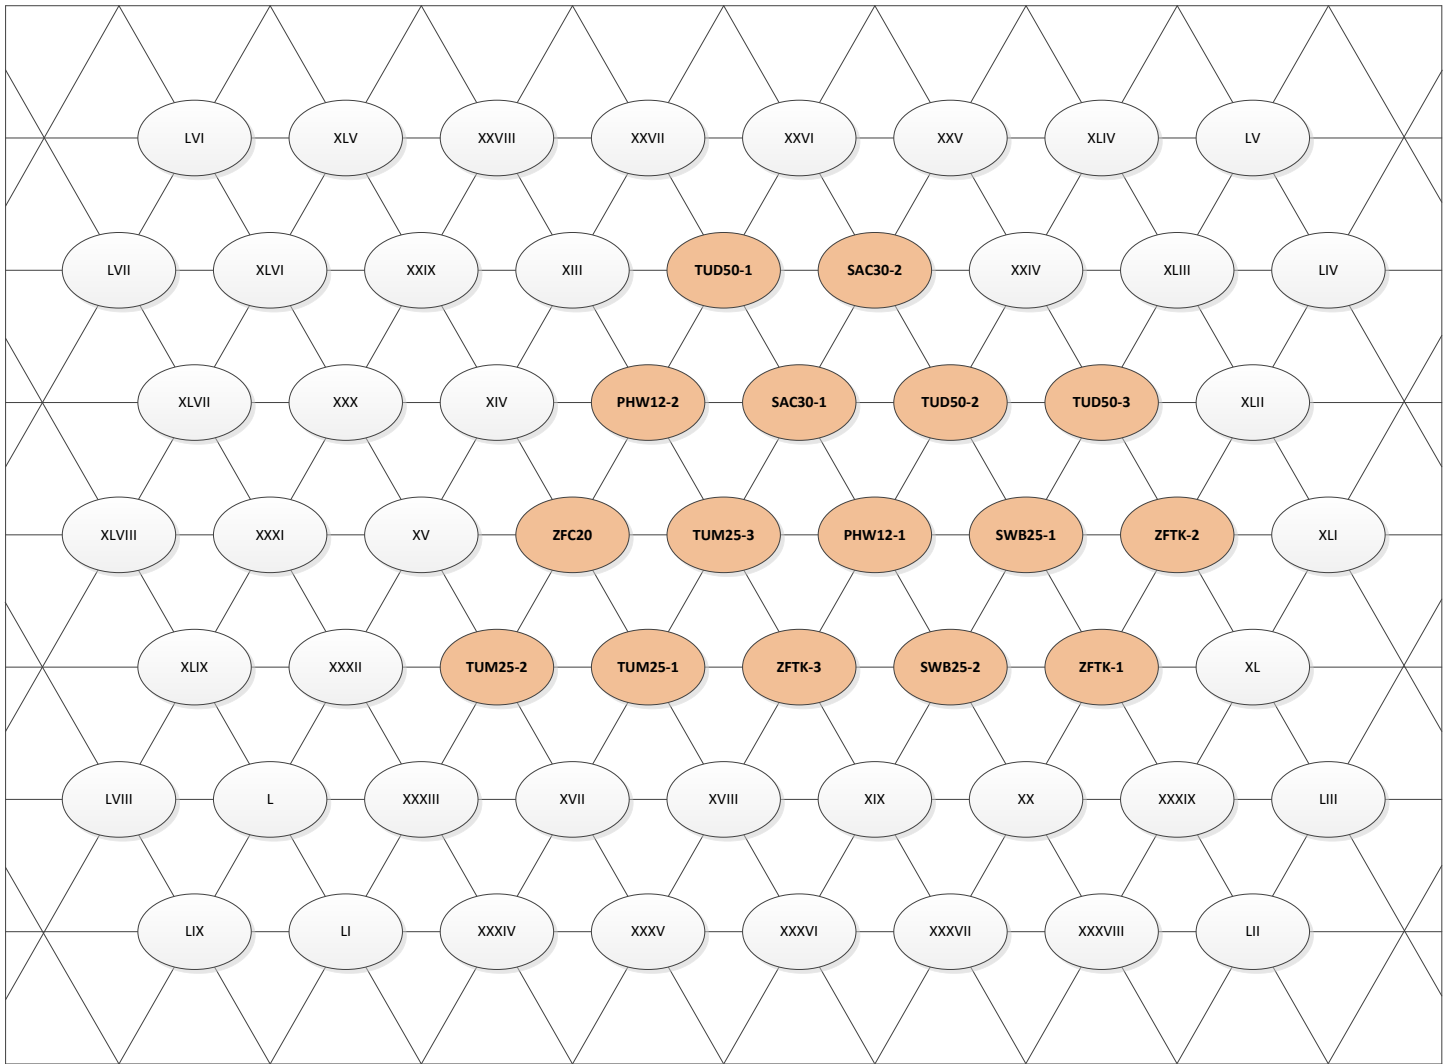 LVI XLV XXVIII XXVII XXVI XXV XLIV LV
LVII XLVI XXIX XIII TUD50-1 SAC30-2 XXIV XLIII LIV
XLVII XXX XIV PHW12-2 SAC30-1 TUD50-2 TUD50-3 XLII
XLVIII XXXI XV ZFC20 TUM25-3 PHW12-1 SWB25-1 ZFTK-2 XLI
XLIX XXXII TUM25-2 TUM25-1 ZFTK-3 SWB25-2 ZFTK-1 XL
LVIII L XXXIII XVII XVIII XIX XX XXXIX LIII
LIX LI XXXIV XXXV XXXVI XXXVII XXXVIII LII